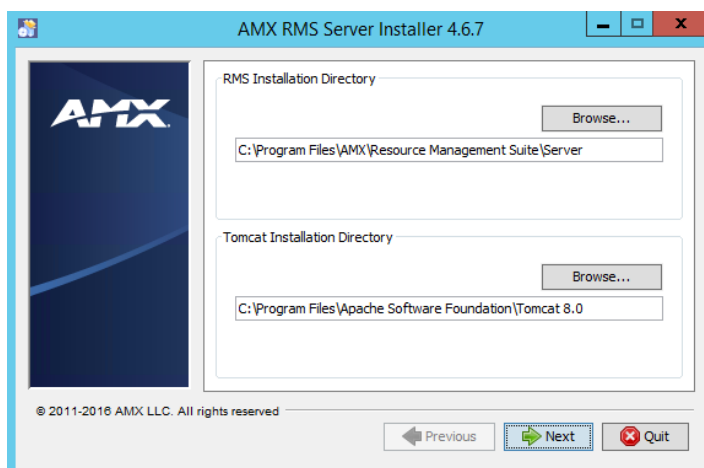 AMX RMS Server Installer 4.6.7
AMX
RMS Installation Directory
Browse...
C:\Program Files\AMX\Resource Management Suite\Server
Tomcat Installation Directory
Browse...
C:\Program Files\Apache Software Foundation\Tomcat 8.0
© 2011-2016 AMX LLC. All rights reserved
Previous Next Quit